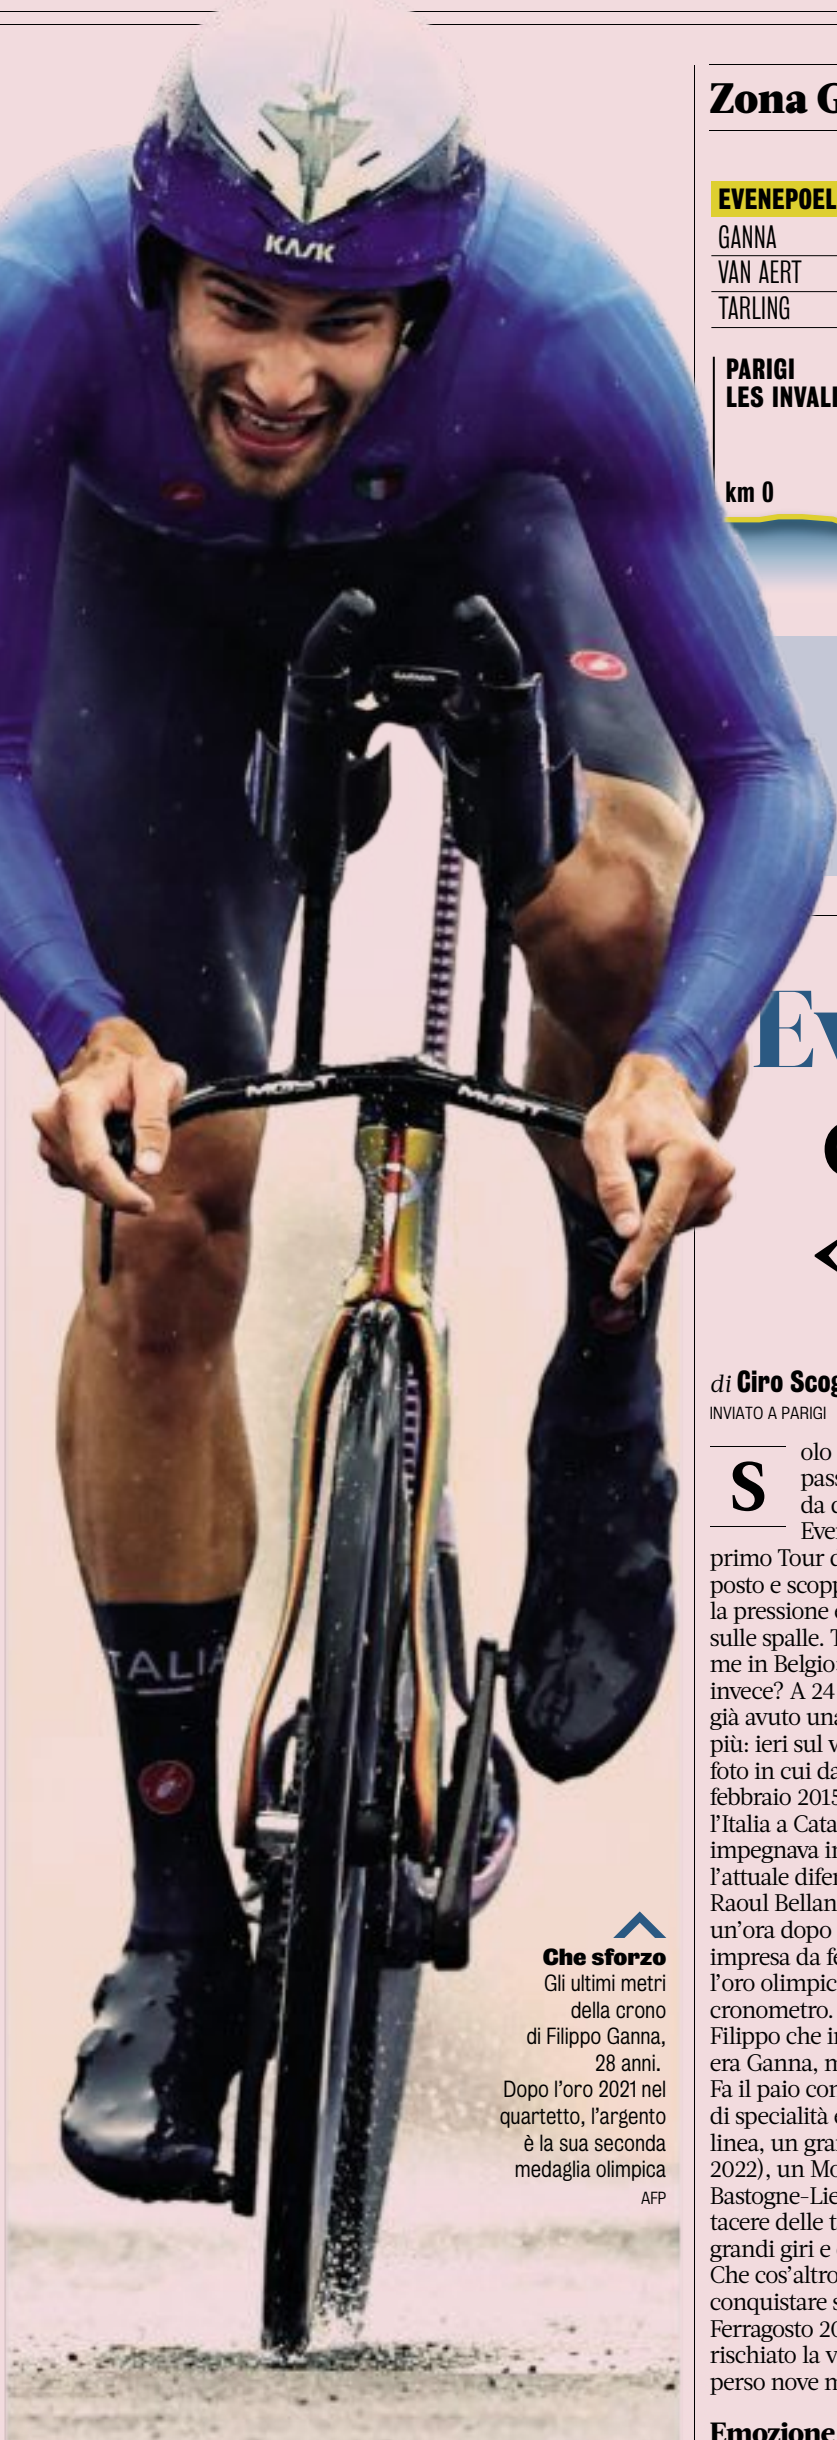 KASK
GARMIN
MOST
MOST
ITALIA
Che sforzo
Gli ultimi metri
della crono
di Filippo Ganna,
28 anni.
Dopo l'oro 2021 nel
quartetto, l'argento
è la sua seconda
medaglia olimpica
AFP
Zona G
EVENEPOEL
GANNA
VAN AERT
TARLING
PARIGI
LES INVALI
km 0
Ev
«
di Ciro Scog
INVIATO A PARIGI
S
olo
pass
da c
Eve
primo Tour d
posto e scopp
la pressione
sulle spalle. T
me in Belgio
invece? A 24
già avuto una
più: ieri sul v
foto in cui da
febbraio 2015
l'Italia a Cata
impegnava in
l'attuale difen
Raoul Bellan
un'ora dopo
impresa da fe
l'oro olimpic
cronometro.
Filippo che in
era Ganna, m
Fa il paio con
di specialità e
linea, un gra
2022), un Mo
Bastogne-Lie
tacere delle t
grandi giri e
Che cos'altro
conquistare s
Ferragosto 20
rischiato la v
perso nove m
Emozione